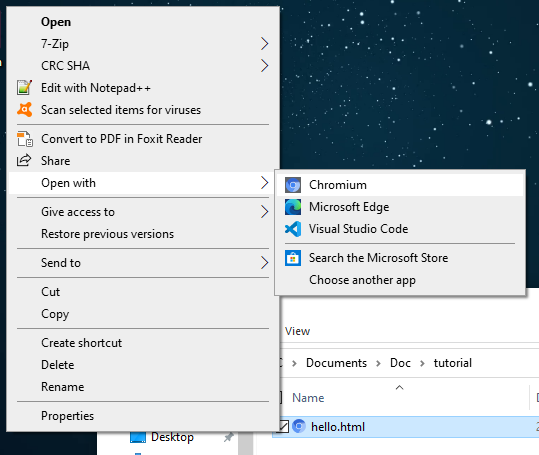 Open
7-Zip
CRC SHA
Edit with Notepad++
Scan selected items for viruses
Convert to PDF in Foxit Reader
Share
Open with
Give access to
Restore previous versions
Send to
Cut
Copy
Create shortcut
Delete
Rename
Properties
Chromium
Microsoft Edge
Visual Studio Code
Search the Microsoft Store
Choose another app
View
Documents > Doc > tutorial
Name
hello.html
Desktop